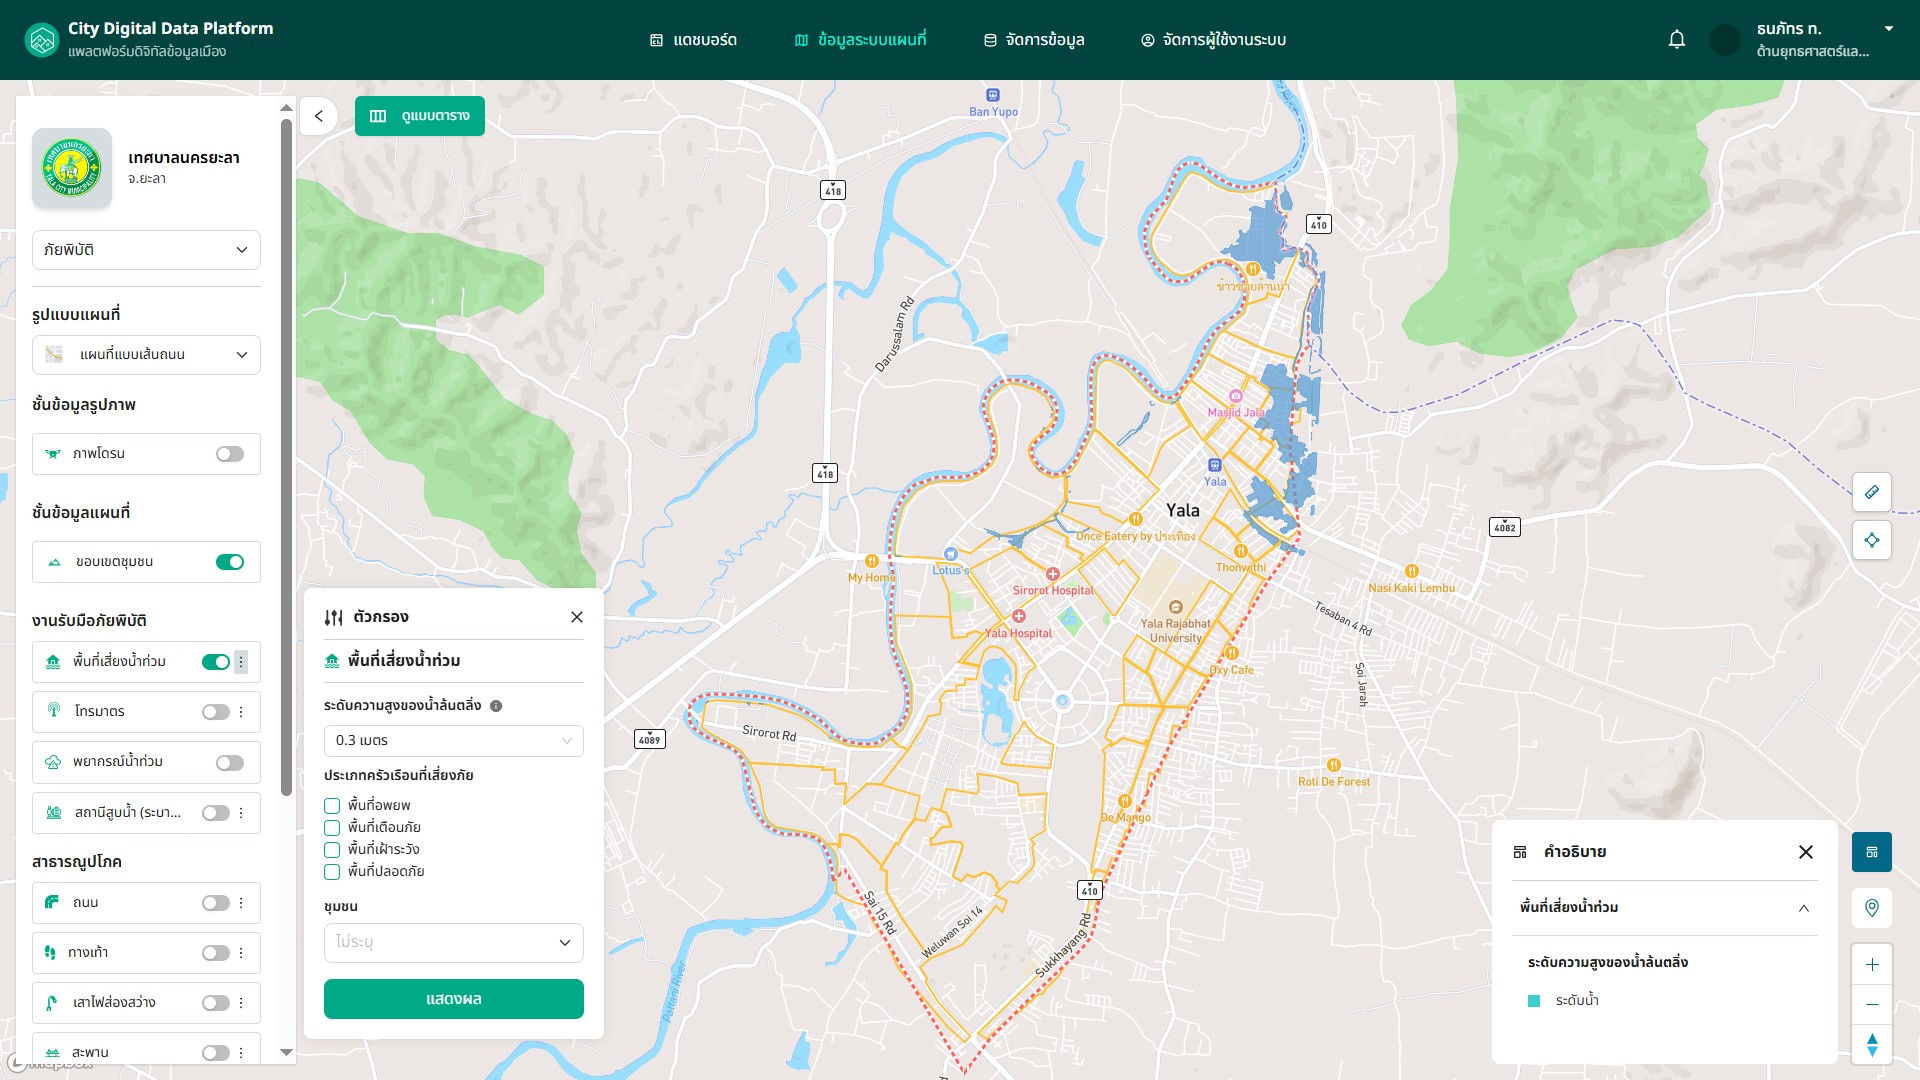 City Digital Data Platform
แพลตฟอร์มดิจิทัลข้อมูลเมือง
แดชบอร์ด
ข้อมูลระบบแผนที่
จัดการข้อมูล
จัดการผู้ใช้งานระบบ
ธนภัทร ท.
ด้านยุทธศาสตร์แล...
เทศบาลนครยะลา
จ.ยะลา
ภัยพิบัติ
รูปแบบแผนที่
แผนที่แบบเส้นถนน
ชั้นข้อมูลรูปภาพ
ภาพโดรน
ชั้นข้อมูลแผนที่
ขอบเขตชุมชน
งานรับมือภัยพิบัติ
พื้นที่เสี่ยงน้ำท่วม
โทรมาตร
พยากรณ์น้ำท่วม
สถานีสูบน้ำ (ระบา...
สาธารณูปโภค
ถนน
ทางเท้า
เสาไฟส่องสว่าง
สะพาน
ดูแบบตาราง
ตัวกรอง
พื้นที่เสี่ยงน้ำท่วม
ระดับความสูงของน้ำล้นตลิ่ง
0.3 เมตร
ประเภทครัวเรือนที่เสี่ยงภัย
พื้นที่อพยพ
พื้นที่เตือนภัย
พื้นที่เฝ้าระวัง
พื้นที่ปลอดภัย
ชุมชน
ไม่ระบุ
แสดงผล
Ban Yupo
418
410
ข้าวซอยลานนา
Darussalam Rd
Masjid Jala
418
Yala
Yala
4082
Once Eatery by ประเทือง
Thonwithi
My Home
Lotus's
Sirorot Hospital
Nasi Kaki Lembu
Yala Hospital
Yala Rajabhat
University
Tesaban 4 Rd
Oxy Cafe
Soi Jarah
Sirorot Rd
4089
Roti De Forest
De Mango
410
Sai 15 Rd
Weluwan Soi 14
Sukkhayang Rd
Pattani River
คำอธิบาย
พื้นที่เสี่ยงน้ำท่วม
ระดับความสูงของน้ำล้นตลิ่ง
ระดับน้ำ
mapbox